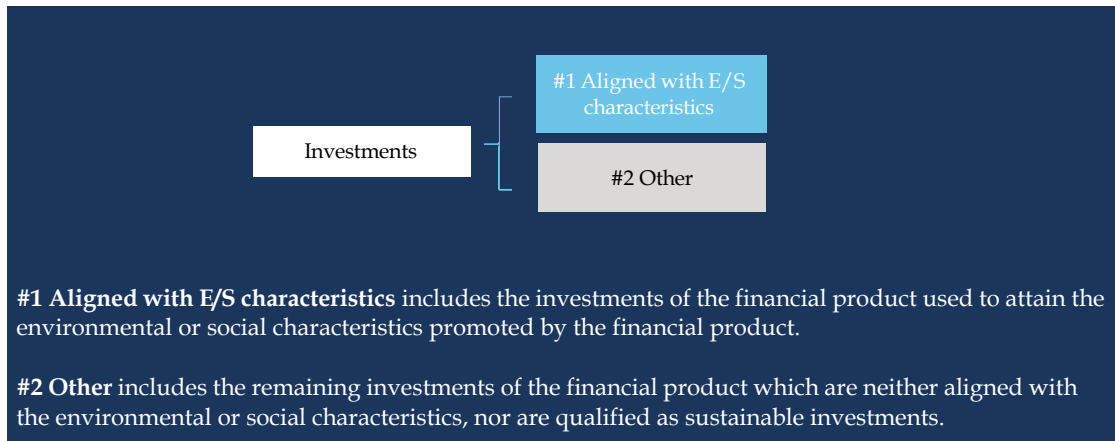 #1 Aligned with E/S
characteristics
Investments
#2 Other
#1 Aligned with E/S characteristics includes the investments of the financial product used to attain the
environmental or social characteristics promoted by the financial product.
#2 Other includes the remaining investments of the financial product which are neither aligned with
the environmental or social characteristics, nor are qualified as sustainable investments.